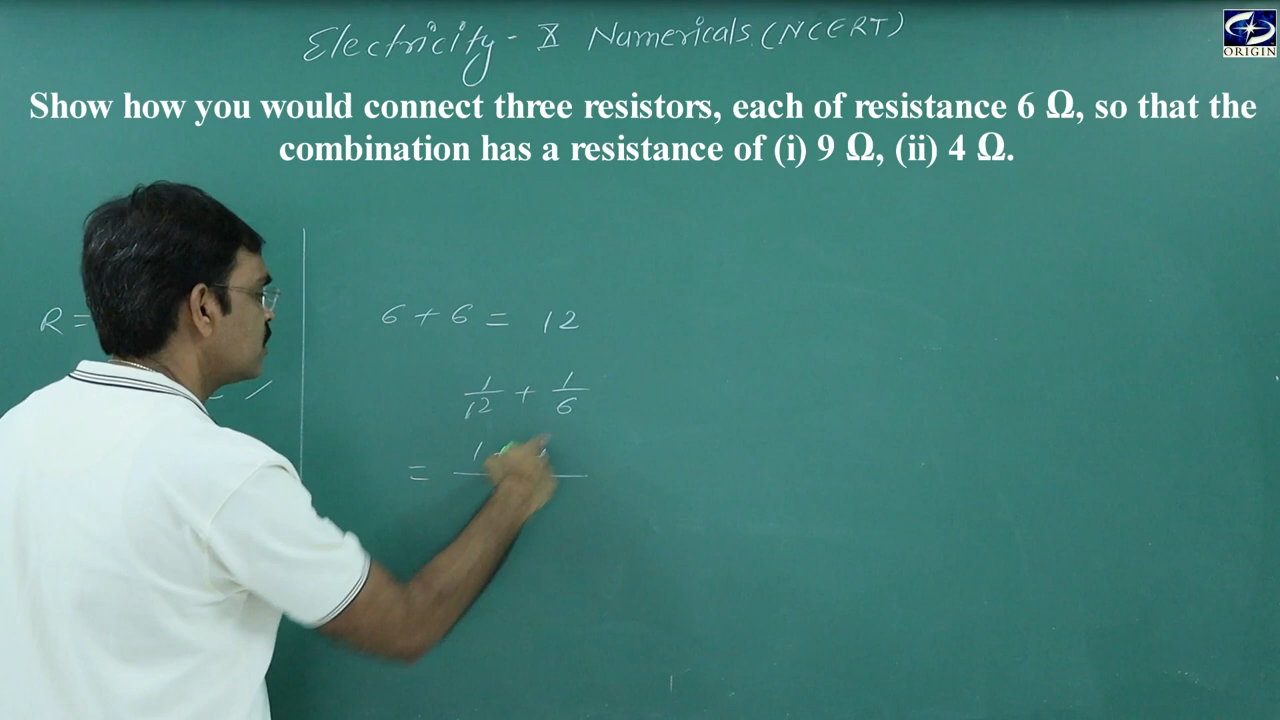 Electricity - X Numericals (NCERT)
ORIGIN
Show how you would connect three resistors, each of resistance 6 Ω, so that the
combination has a resistance of (i) 9 Ω, (ii) 4 Ω.
R =
6 + 6 = 12
1/12 + 1/6
= 1